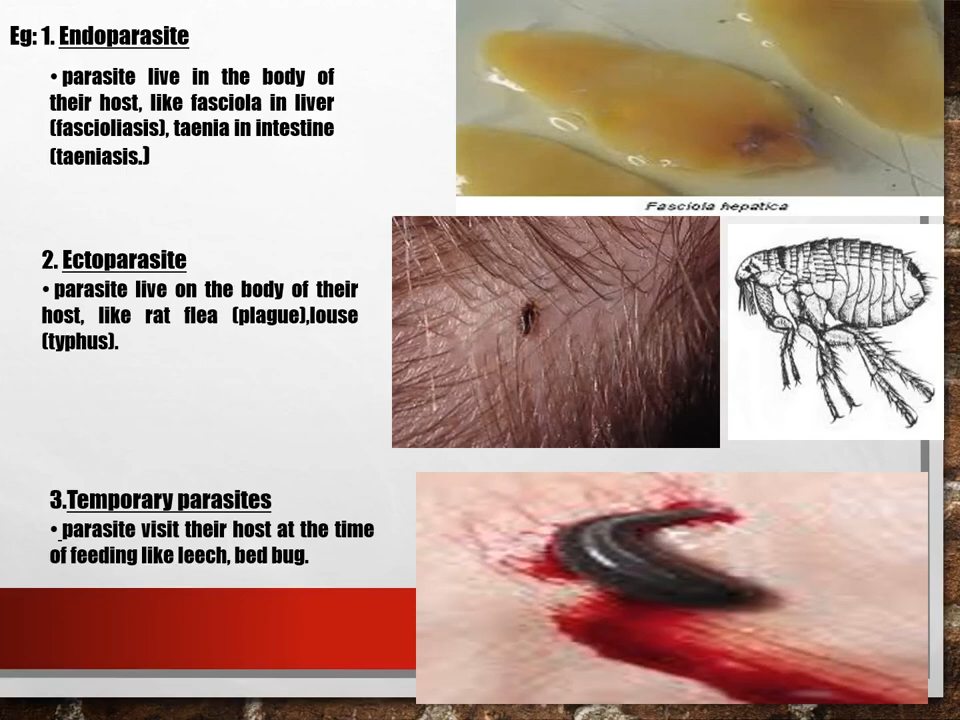 Eg: 1. Endoparasite
• parasite live in the body of
their host, like fasciola in liver
(fascioliasis), taenia in intestine
(taeniasis.)
Fasciola hepatica
2. Ectoparasite
• parasite live on the body of their
host, like rat flea (plague),louse
(typhus).
3.Temporary parasites
• parasite visit their host at the time
of feeding like leech, bed bug.